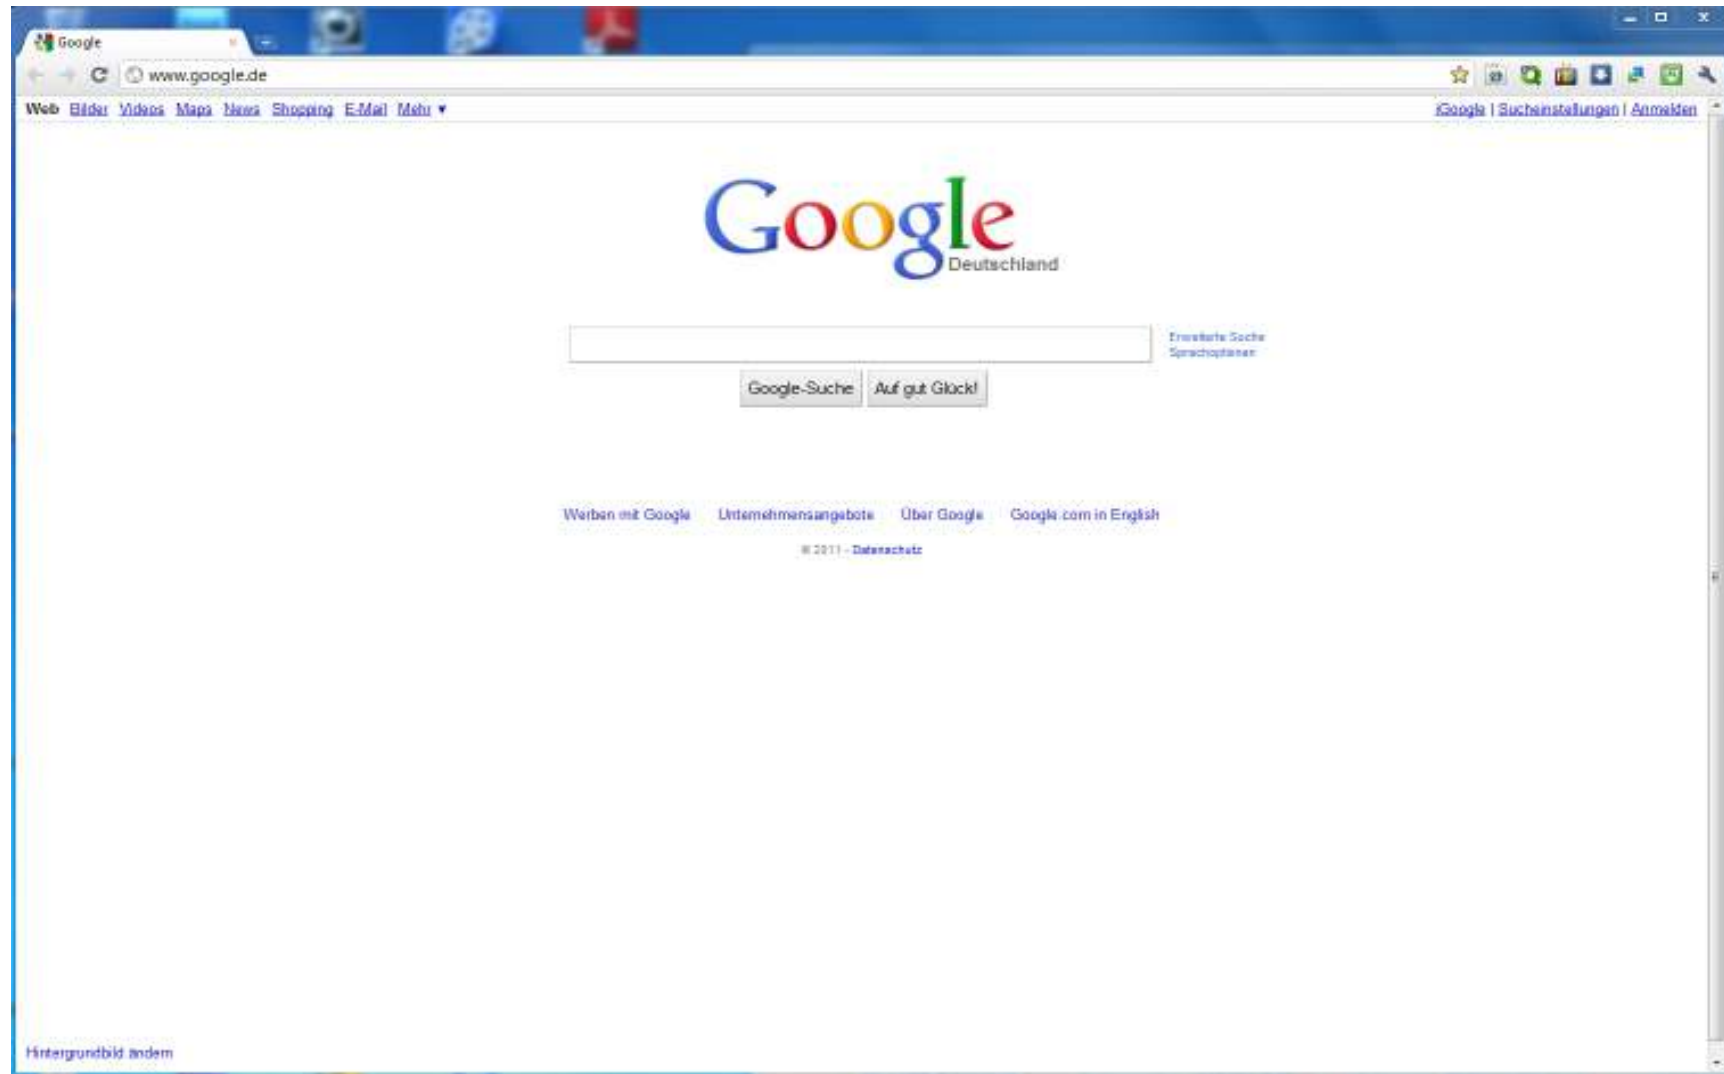 Google
www.google.de
Web Bilder Videos Maps News Shopping E-Mail Mehr ▼
iGoogle | Sucheinstellungen | Anmelden
Google
Deutschland
Erweiterte Suche
Sprachoptionen
Google-Suche Auf gut Glück!
Werben mit Google Unternehmensangebote Über Google Google.com in English
© 2011 - Datenschutz
Hintergrundbild ändern